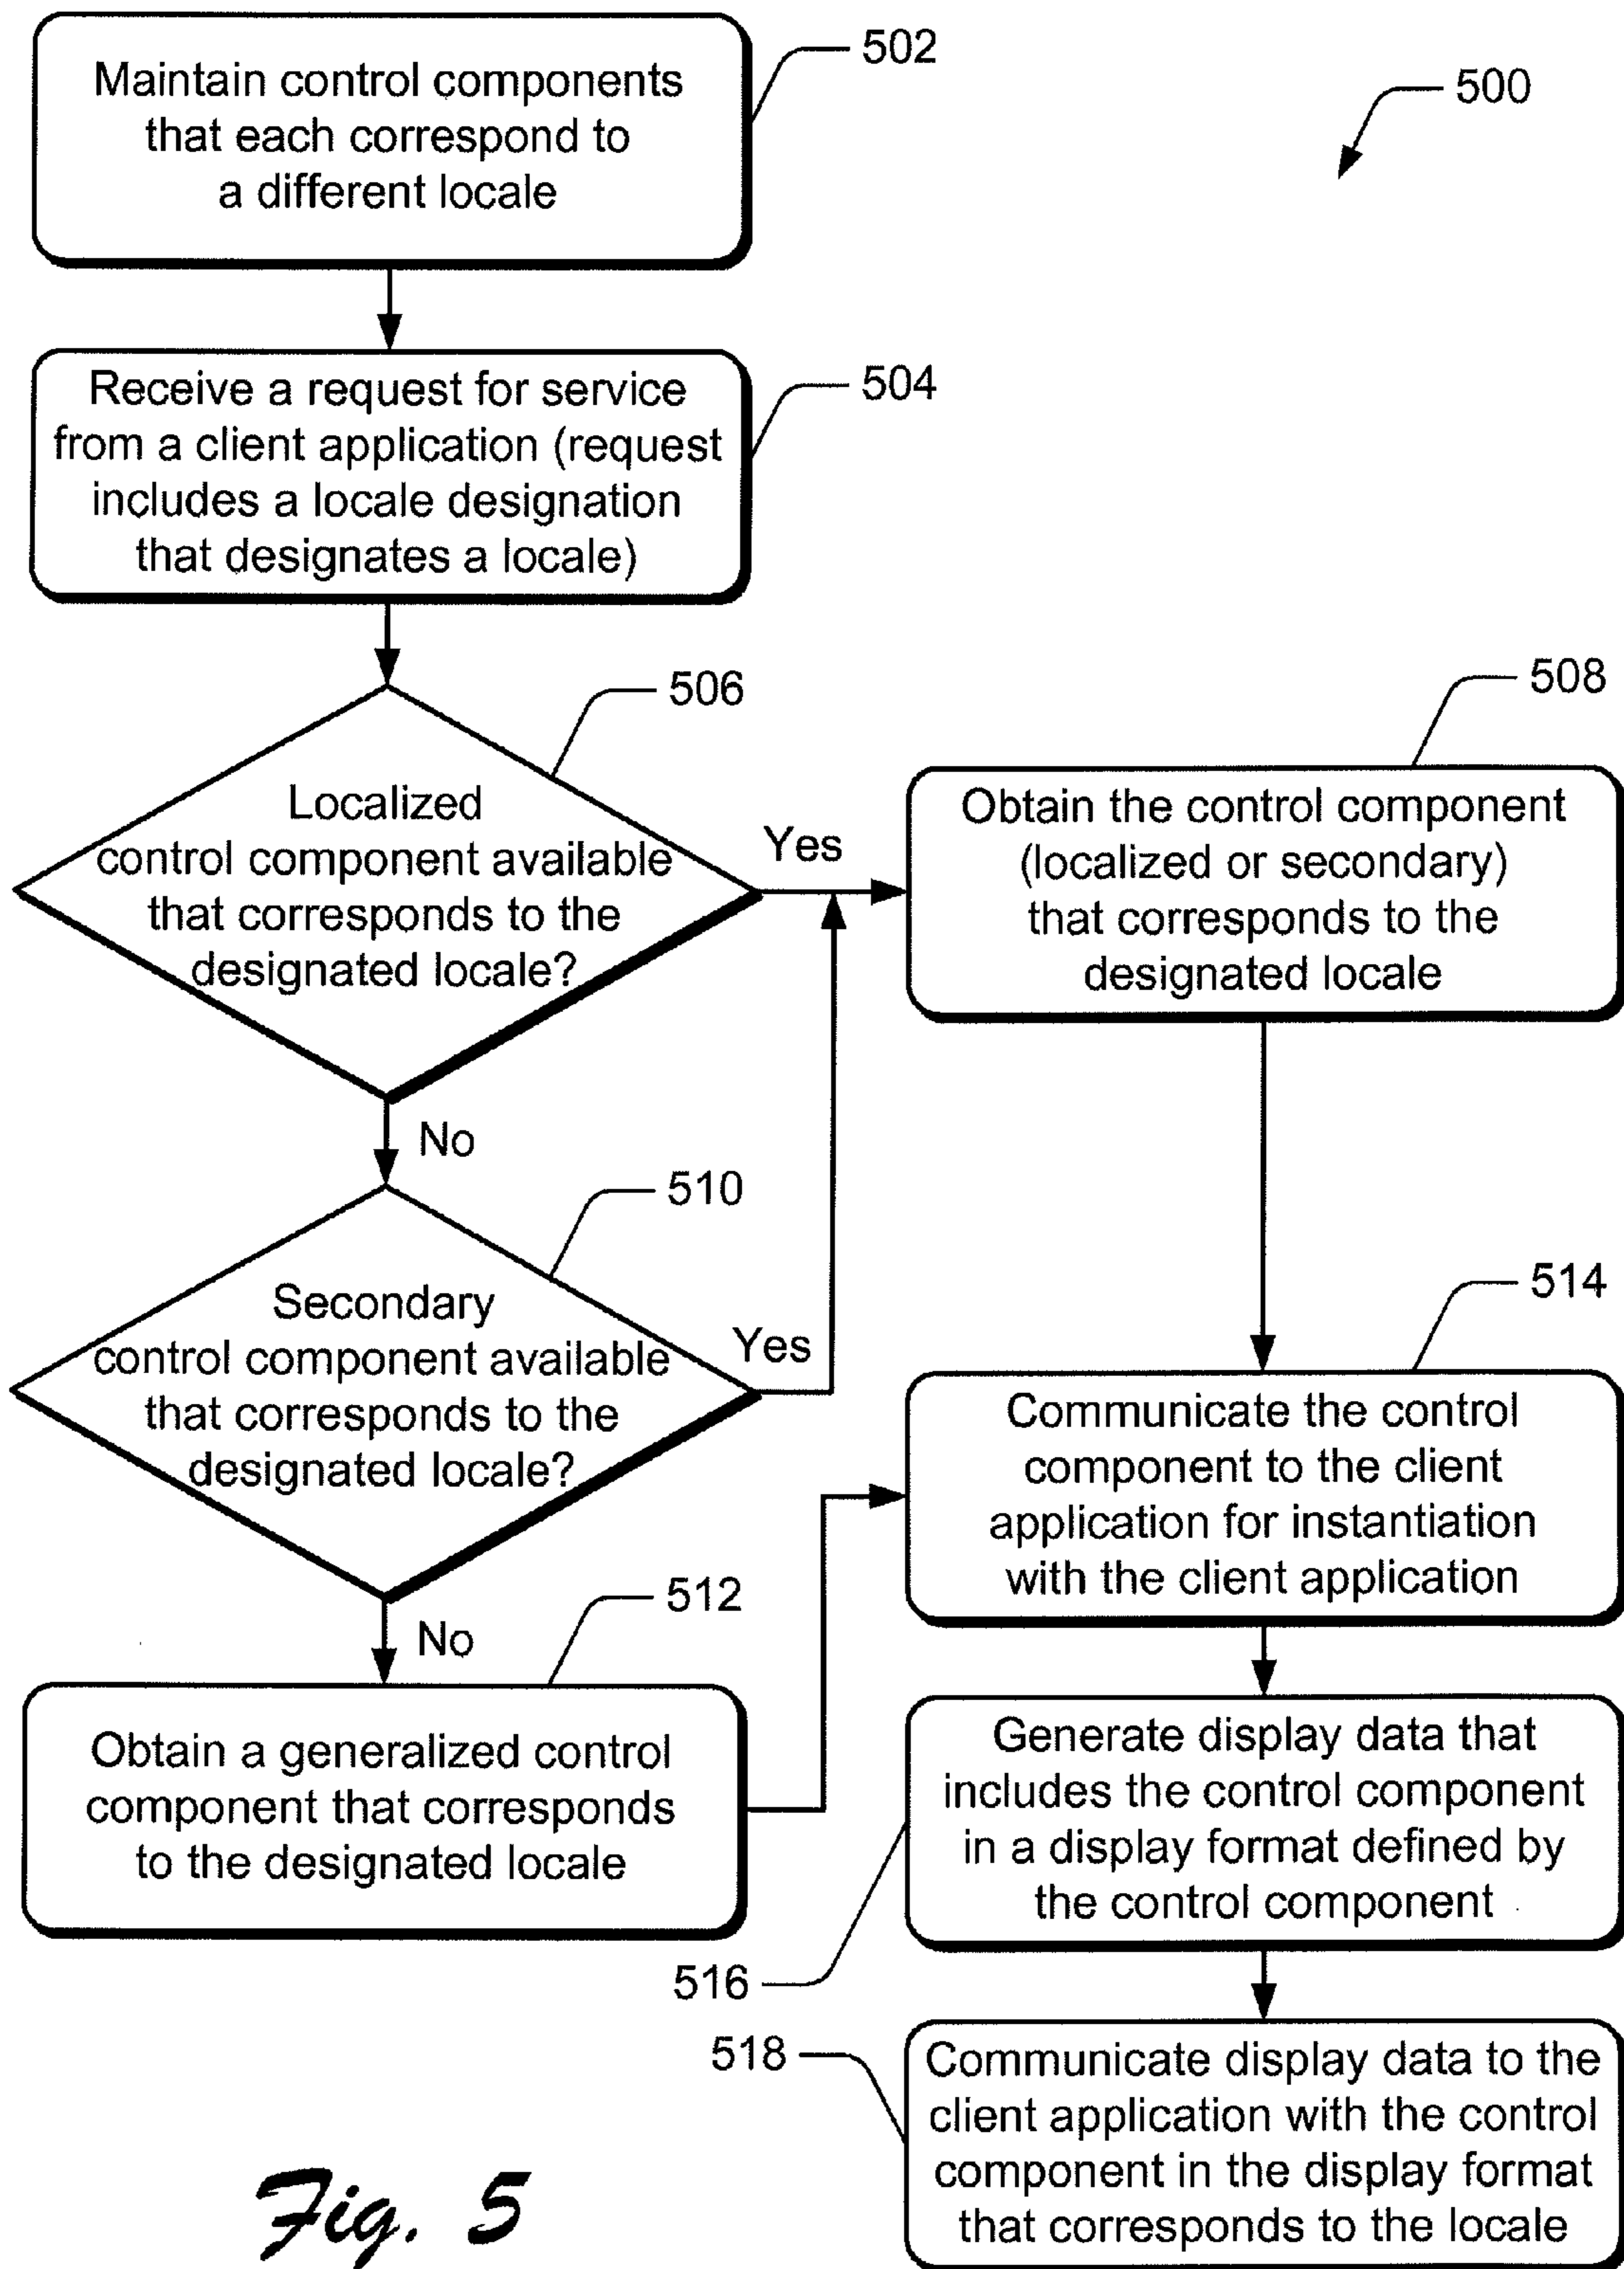 Maintain control components
that each correspond to
a different locale
502
500
Receive a request for service
from a client application (request
includes a locale designation
that designates a locale)
504
506
Localized
control component available
that corresponds to the
designated locale?
Yes
No
508
Obtain the control component
(localized or secondary)
that corresponds to the
designated locale
510
Secondary
control component available
that corresponds to the
designated locale?
Yes
No
512
Obtain a generalized control
component that corresponds
to the designated locale
514
Communicate the control
component to the client
application for instantiation
with the client application
Generate display data that
includes the control component
in a display format defined by
the control component
516
518
Communicate display data to the
client application with the control
component in the display format
that corresponds to the locale
Fig. 5